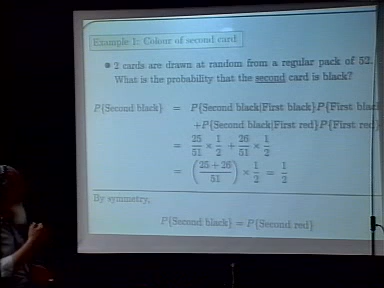 Example 1: Colour of second card
• 2 cards are drawn at random from a regular pack of 52.
What is the probability that the second card is black?
P{Second black} = P{Second black|First black}P{First blac
+P{Second black|First red}P{First red}
= 25/51 × 1/2 + 26/51 × 1/2
= ( 25 + 26 / 51 ) × 1/2 = 1/2
By symmetry,
P{Second black} = P{Second red}